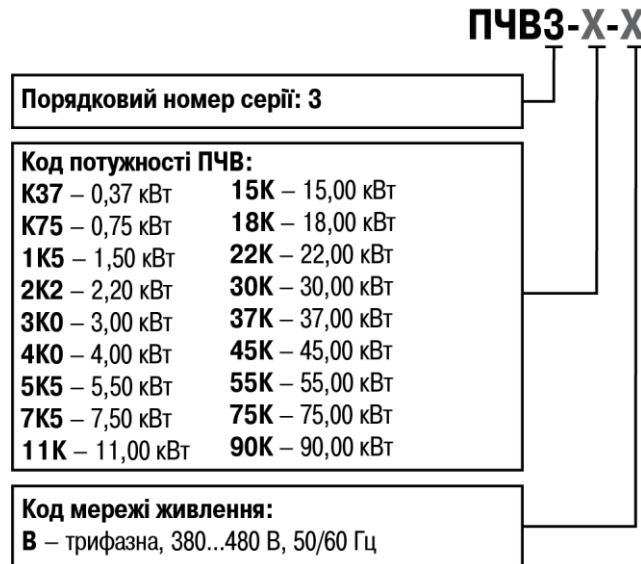 ПЧВ3-Х-Х
Порядковий номер серії: 3
Код потужності ПЧВ:
К37 – 0,37 кВт
К75 – 0,75 кВт
1К5 – 1,50 кВт
2К2 – 2,20 кВт
3К0 – 3,00 кВт
4К0 – 4,00 кВт
5К5 – 5,50 кВт
7К5 – 7,50 кВт
11К – 11,00 кВт
15К – 15,00 кВт
18К – 18,00 кВт
22К – 22,00 кВт
30К – 30,00 кВт
37К – 37,00 кВт
45К – 45,00 кВт
55К – 55,00 кВт
75К – 75,00 кВт
90К – 90,00 кВт
Код мережі живлення:
В – трифазна, 380...480 В, 50/60 Гц